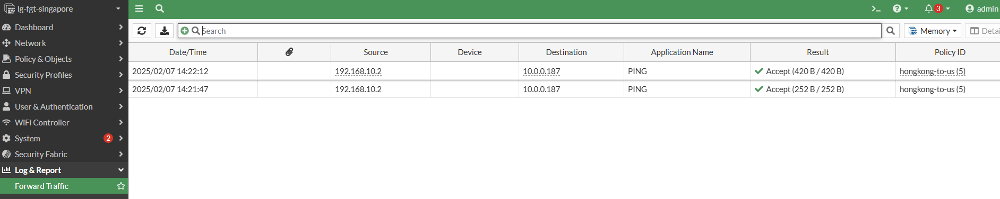 lg-fgt-singapore
3
admin
Dashboard
Network
Policy & Objects
Security Profiles
VPN
User & Authentication
WiFi Controller
System 2
Security Fabric
Log & Report
Forward Traffic
Search
Memory
Detai
Date/Time Source Device Destination Application Name Result Policy ID
2025/02/07 14:22:12 192.168.10.2 10.0.0.187 PING Accept (420 B / 420 B) hongkong-to-us (5)
2025/02/07 14:21:47 192.168.10.2 10.0.0.187 PING Accept (252 B / 252 B) hongkong-to-us (5)